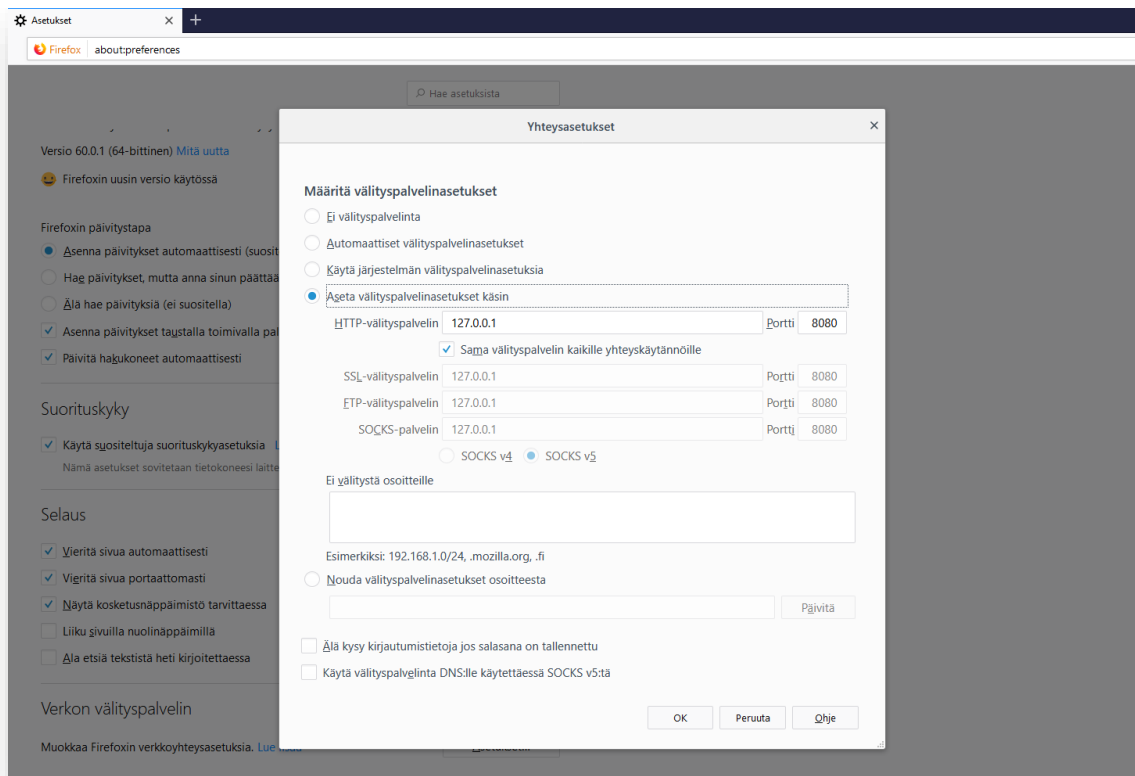 Asetukset
Firefox about:preferences
Hae asetuksista
Yhteysasetukset
Versio 60.0.1 (64-bittinen) Mitä uutta
Firefoxin uusin versio käytössä
Määritä välityspalvelinasetukset
Ei välityspalvelinta
Firefoxin päivitystapa
Automaattiset välityspalvelinasetukset
Asenna päivitykset automaattisesti (suosit
Käytä järjestelmän välityspalvelinasetuksia
Hae päivitykset, mutta anna sinun päättää
Aseta välityspalvelinasetukset käsin
Älä hae päivityksiä (ei suositella)
HTTP-välityspalvelin 127.0.0.1 Portti 8080
Asenna päivitykset taustalla toimivalla pal
Sama välityspalvelin kaikille yhteyskäytännöille
Päivitä hakukoneet automaattisesti
SSL-välityspalvelin 127.0.0.1 Portti 8080
FTP-välityspalvelin 127.0.0.1 Portti 8080
Suorituskyky
SOCKS-palvelin 127.0.0.1 Portti 8080
Käytä suositeltuja suorituskykyasetuksia L
SOCKS v4 SOCKS v5
Nämä asetukset sovitetaan tietokoneesi laitte
Ei välitystä osoitteille
Selaus
Vieritä sivua automaattisesti
Esimerkiksi: 192.168.1.0/24, .mozilla.org, .fi
Vieritä sivua portaattomasti
Nouda välityspalvelinasetukset osoitteesta
Näytä kosketusnäppäimistö tarvittaessa
Päivitä
Liiku sivuilla nuolinäppäimillä
Älä kysy kirjautumistietoja jos salasana on tallennettu
Ala etsiä tekstistä heti kirjoitettaessa
Käytä välityspalvelinta DNS:lle käytettäessä SOCKS v5:tä
Verkon välityspalvelin
OK Peruuta Ohje
Muokkaa Firefoxin verkkoyhteysasetuksia. Lue